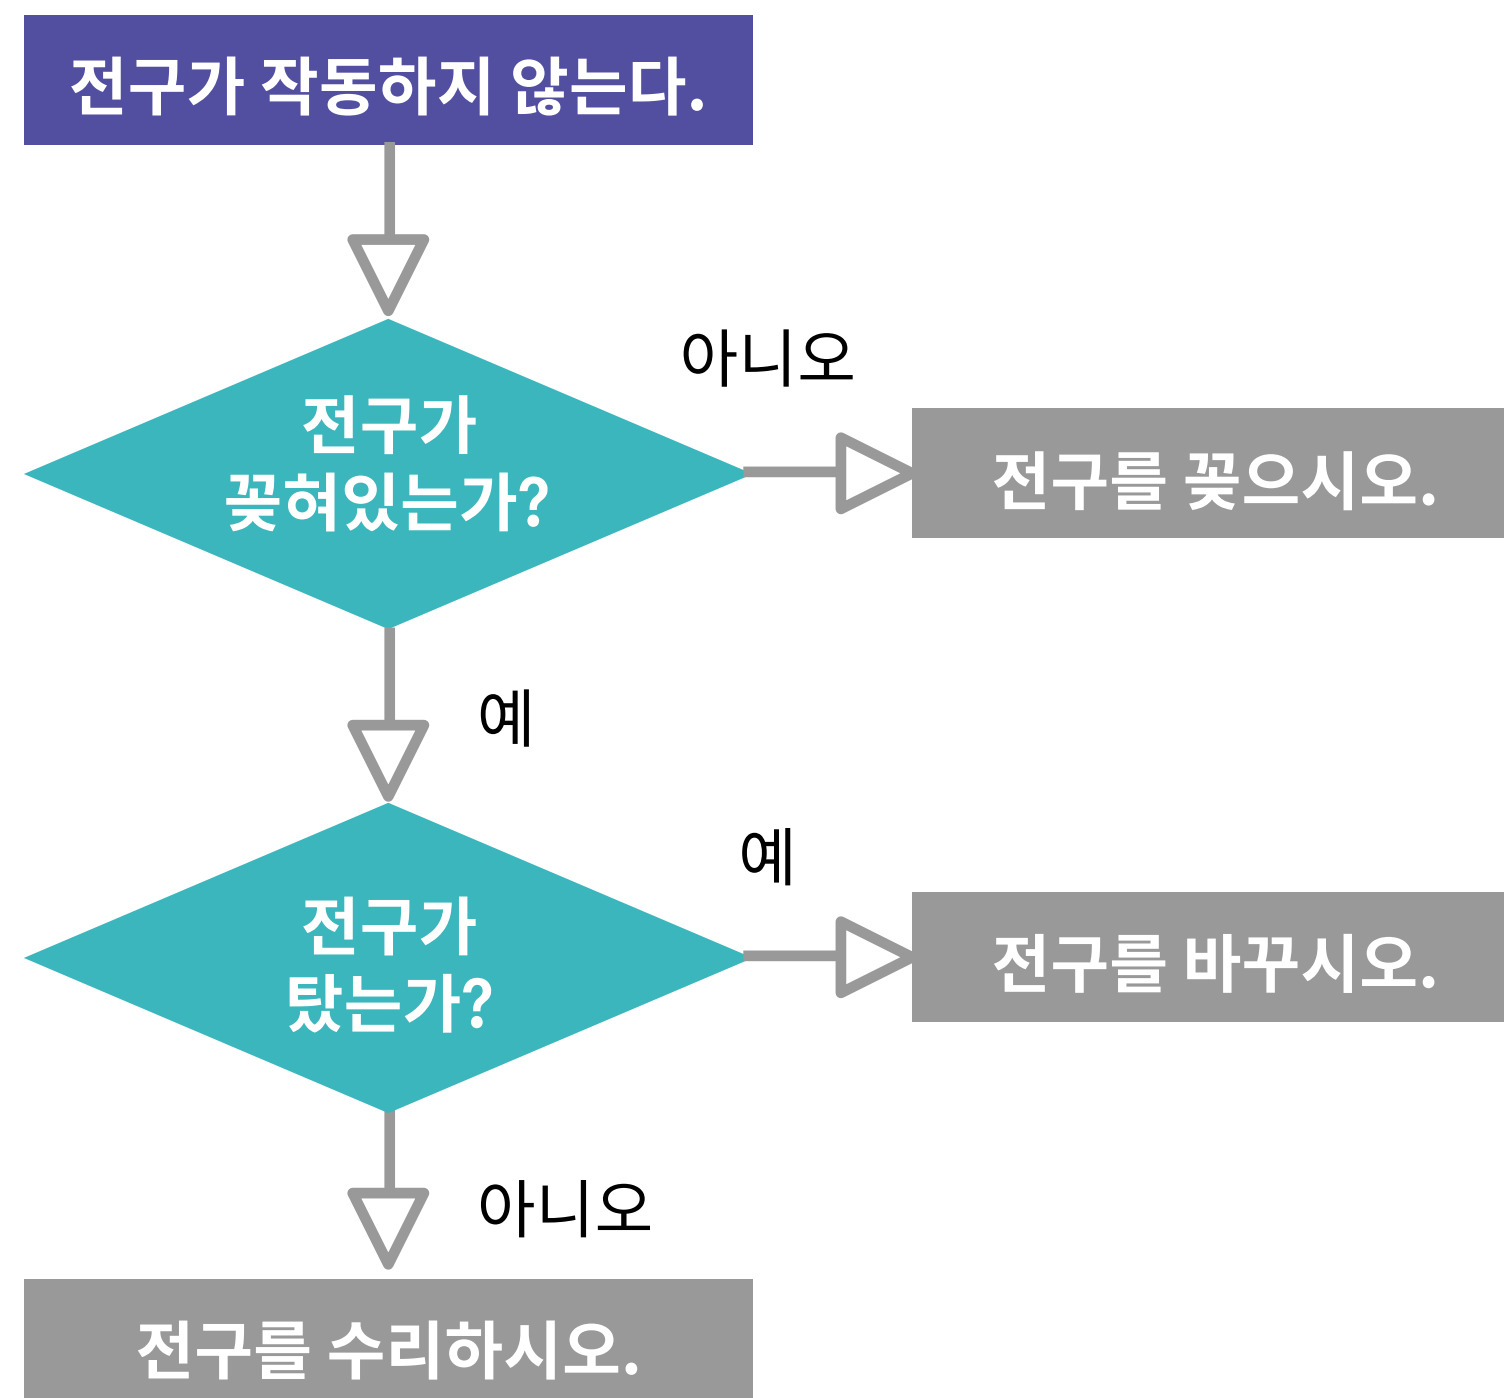 전구가 작동하지 않는다.
전구가
꽂혀있는가?
아니오
전구를 꽂으시오.
예
전구가
탔는가?
예
전구를 바꾸시오.
아니오
전구를 수리하시오.